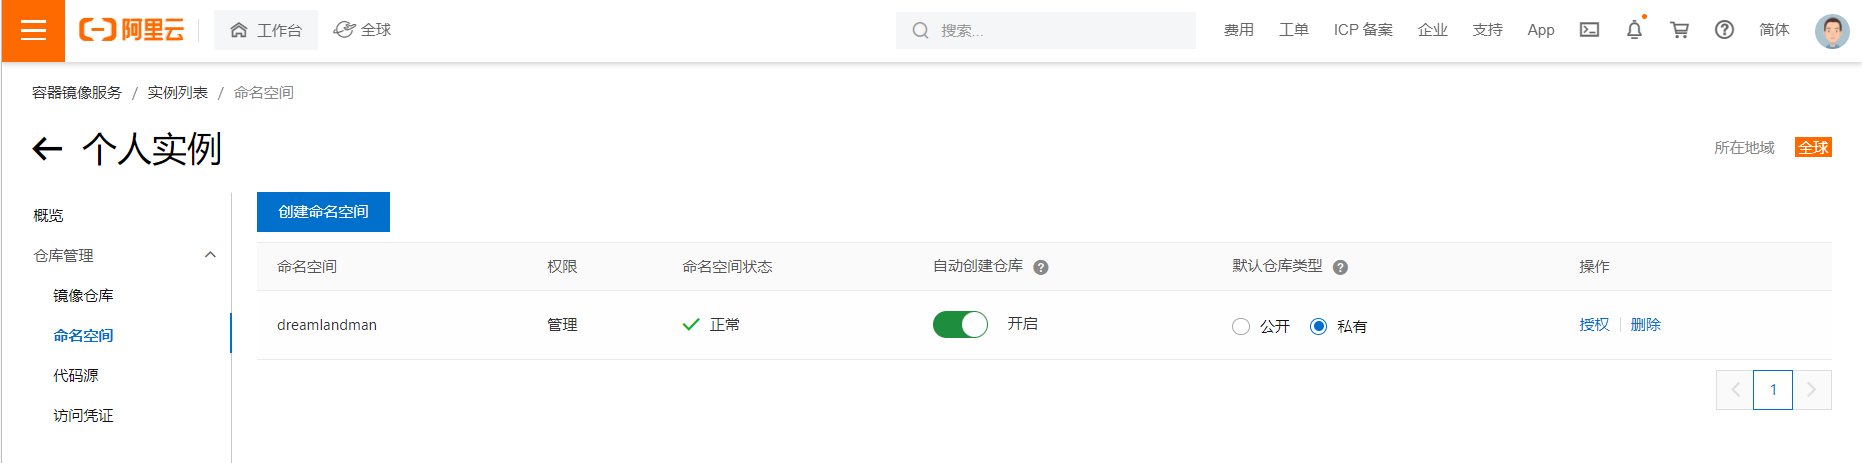 阿里云 工作台 全球 搜索... 费用 工单 ICP 备案 企业 支持 App 简体
容器镜像服务 / 实例列表 / 命名空间
个人实例 所在地域 全球
概览
仓库管理
镜像仓库
命名空间
代码源
访问凭证
创建命名空间
命名空间 权限 命名空间状态 自动创建仓库 ? 默认仓库类型 ? 操作
dreamlandman 管理 正常 开启 公开 私有 授权 删除
1